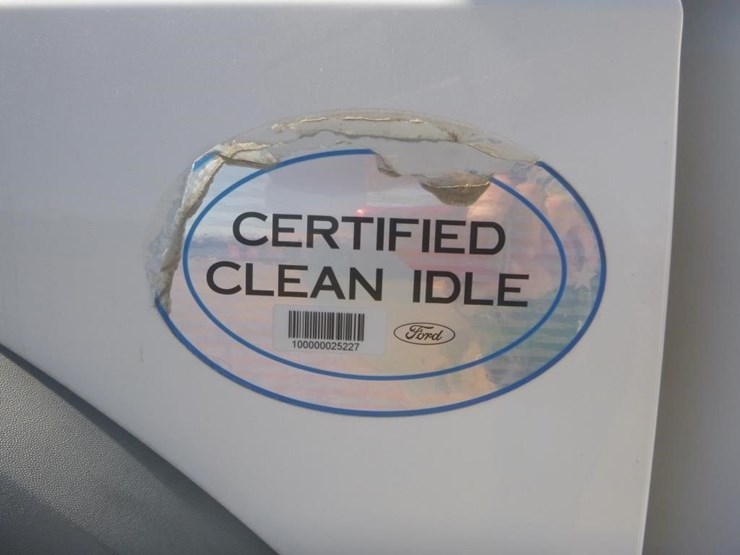 CERTIFIED
CLEAN IDLE
100000025227
Ford